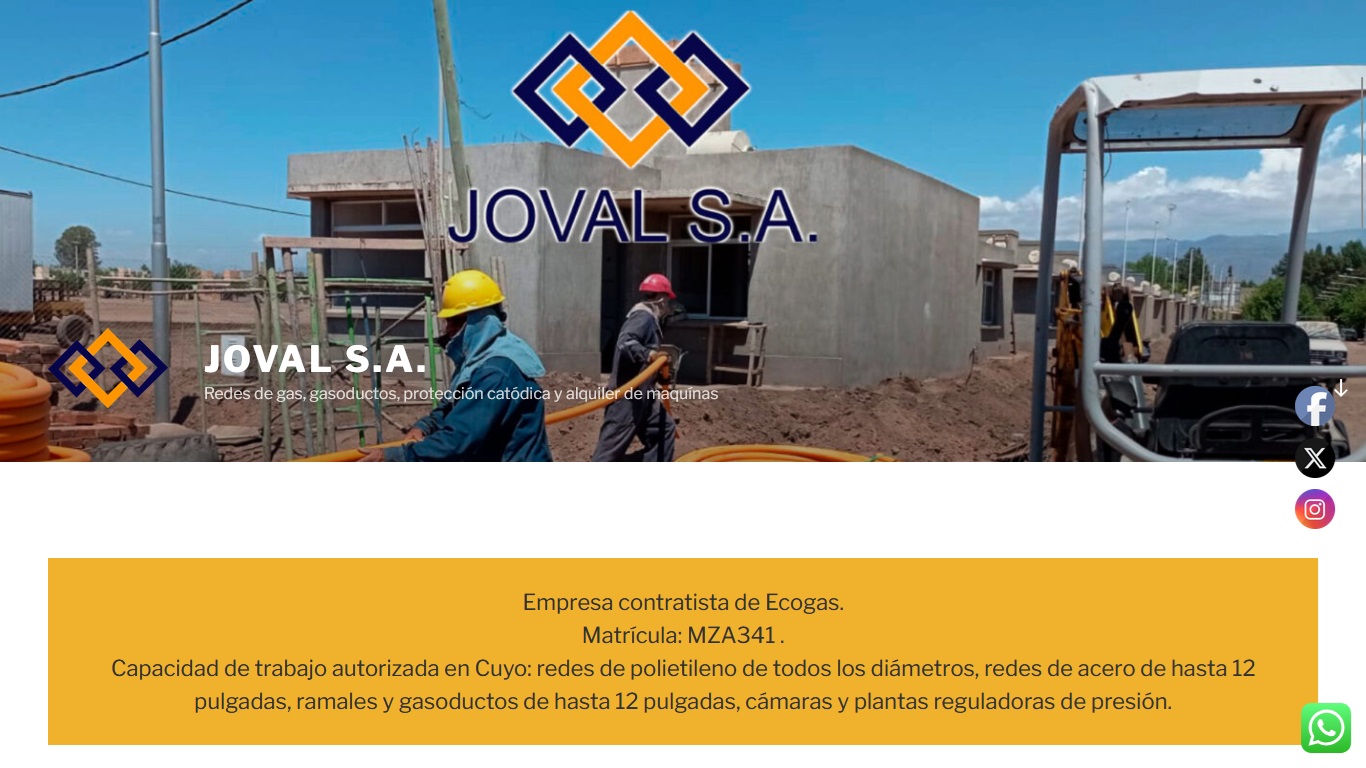 JOVAL S.A.
JOVAL S.A.
Redes de gas, gasoductos, protección catódica y alquiler de maquínas
Empresa contratista de Ecogas.
Matrícula: MZA341 .
Capacidad de trabajo autorizada en Cuyo: redes de polietileno de todos los diámetros, redes de acero de hasta 12
pulgadas, ramales y gasoductos de hasta 12 pulgadas, cámaras y plantas reguladoras de presión.